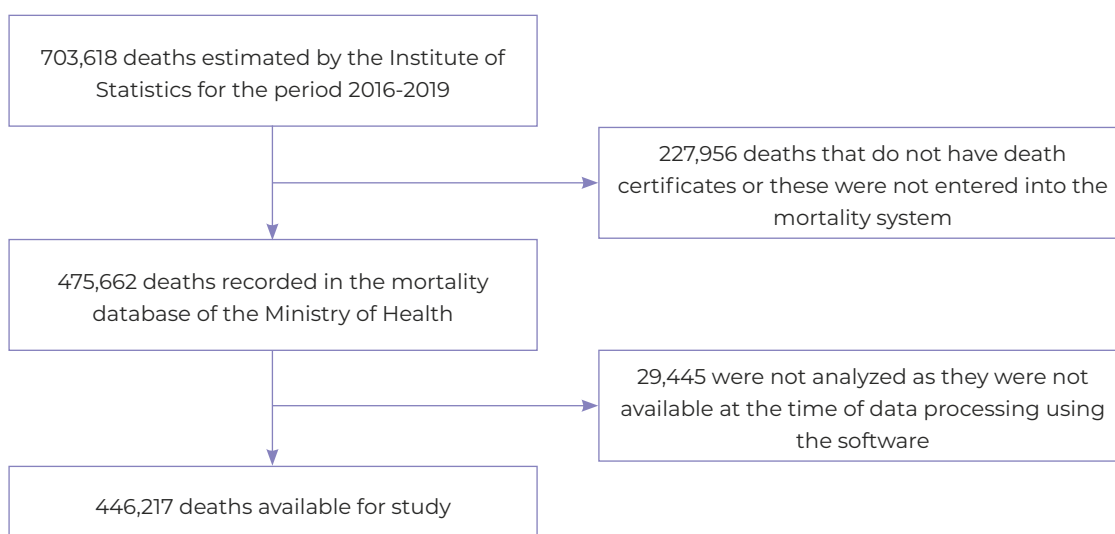 703,618 deaths estimated by the Institute of
Statistics for the period 2016-2019
227,956 deaths that do not have death
certificates or these were not entered into the
mortality system
475,662 deaths recorded in the mortality
database of the Ministry of Health
29,445 were not analyzed as they were not
available at the time of data processing using
the software
446,217 deaths available for study